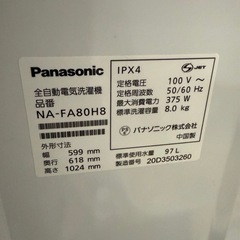 Panasonic
全自動電気洗濯機
品番
NA-FA80H8
外形寸法
幅 599 mm
奥行 618 mm
高さ 1024 mm
IPX4
JET
定格電圧 100 V～
定格周波数 50/60 Hz
最大消費電力 375 W
標準洗濯容量 8.0 kg
パナソニック株式会社
中国製
標準使用水量 97 L
製造番号 20D3503260